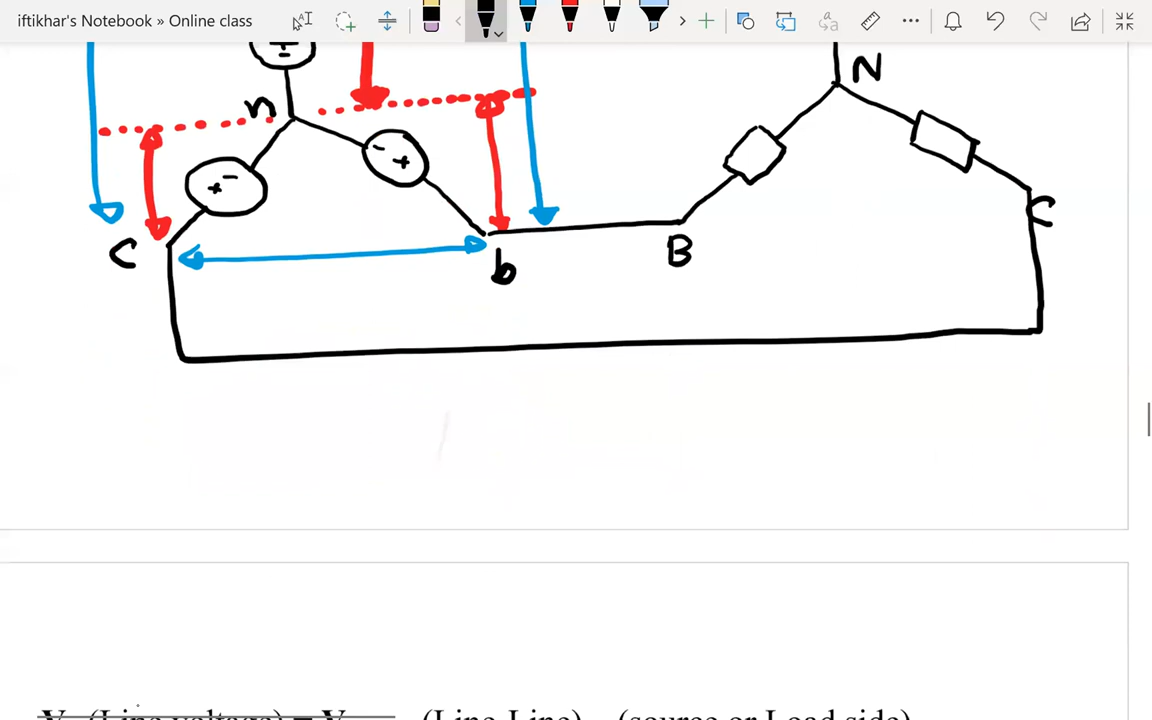 iftikhar's Notebook » Online class
N
n
C
C
b
B
(Line-Line) (source or Load side)